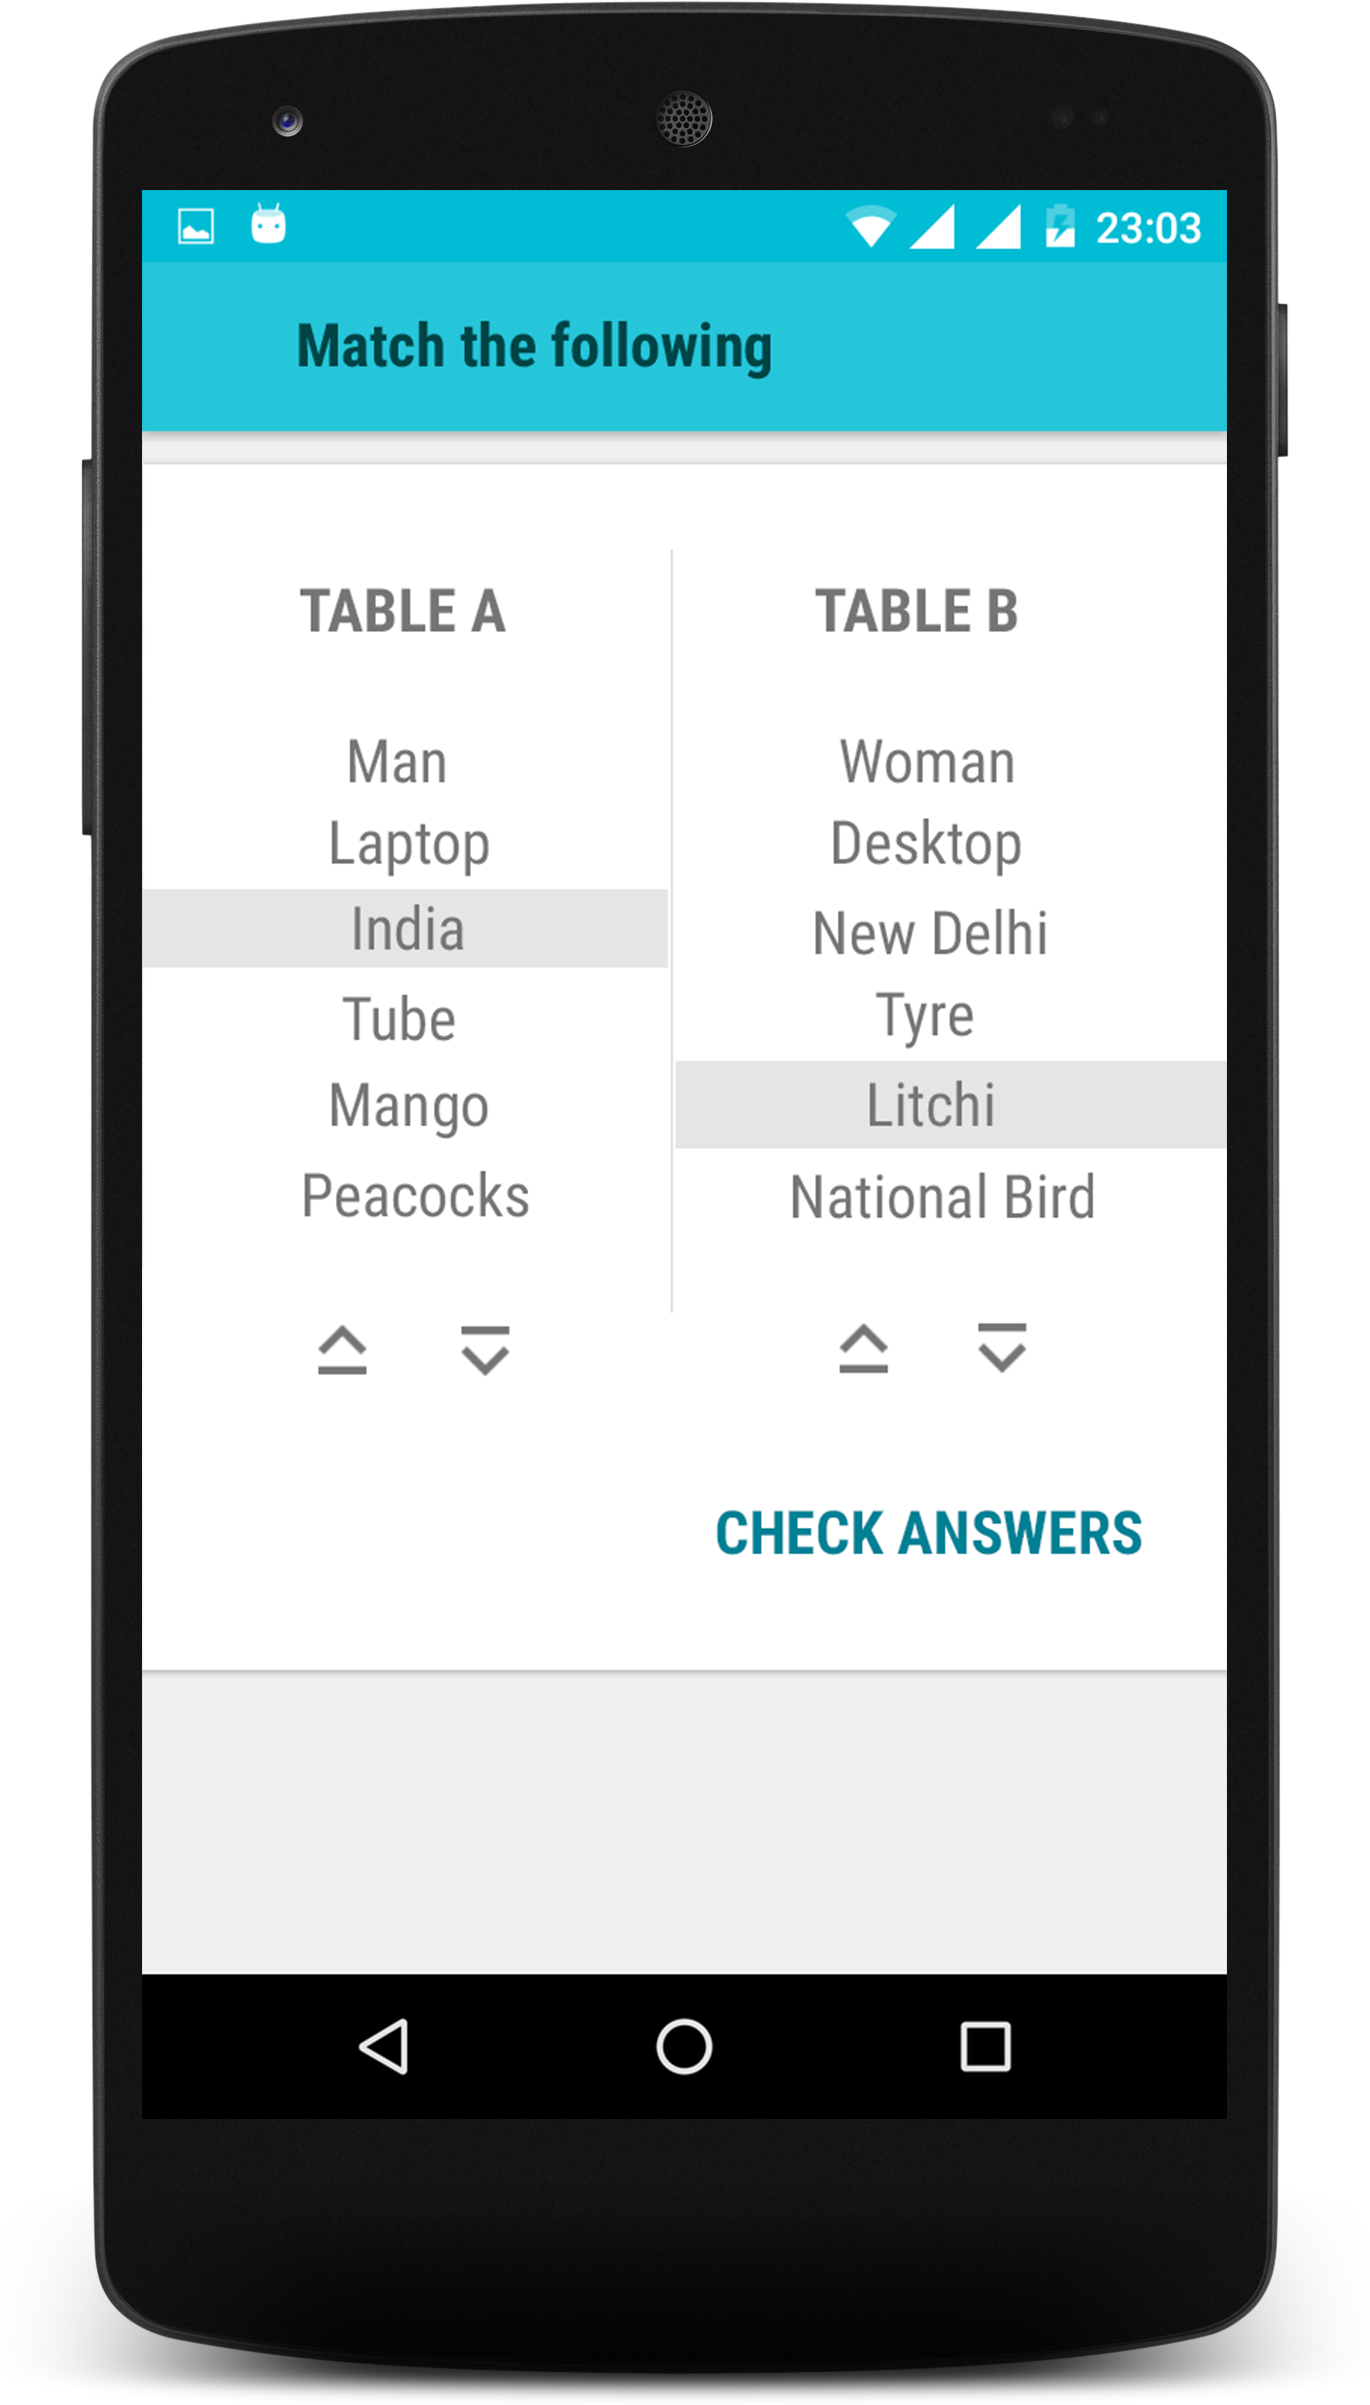 23:03
Match the following
TABLE A
TABLE B
Man
Woman
Laptop
Desktop
India
New Delhi
Tube
Tyre
Mango
Litchi
Peacocks
National Bird
CHECK ANSWERS